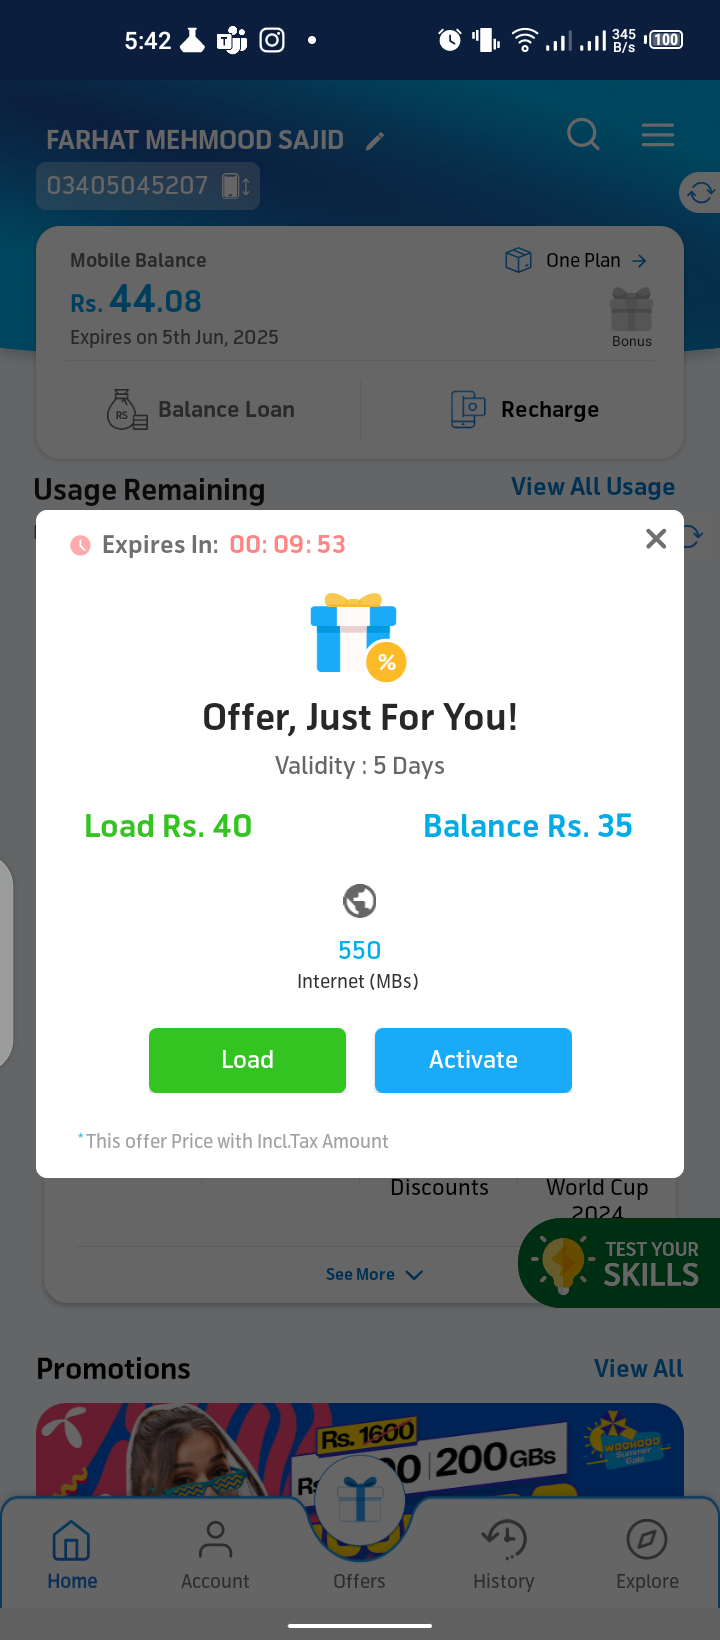 5:42
345
B/s
100
FARHAT MEHMOOD SAJID
03405045207
Mobile Balance
One Plan
Rs. 44.08
Expires on 5th Jun, 2025
Bonus
RS
Balance Loan
Recharge
Usage Remaining
View All Usage
Expires In: 00: 09: 53
%
Offer, Just For You!
Validity : 5 Days
Load Rs. 40
Balance Rs. 35
550
Internet (MBs)
Load
Activate
*This offer Price with Incl.Tax Amount
Discounts
World Cup
2024
TEST YOUR
SKILLS
See More
Promotions
View All
Rs. 1600
200 GBs
WOOHOOO
Summer
Gala
Home
Account
Offers
History
Explore